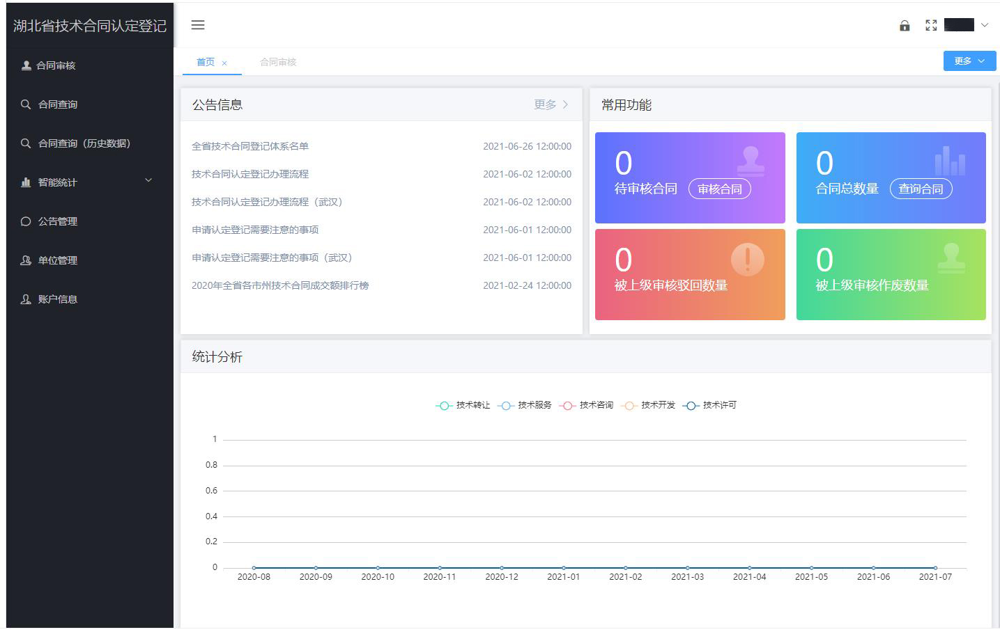 湖北省技术合同认定登记
合同审核
合同查询
合同查询（历史数据）
智能统计
公告管理
单位管理
账户信息
首页 ×
合同审核
更多
公告信息
更多
全省技术合同登记体系名单 2021-06-26 12:00:00
技术合同认定登记办理流程 2021-06-02 12:00:00
技术合同认定登记办理流程（武汉） 2021-06-02 12:00:00
申请认定登记需要注意的事项 2021-06-01 12:00:00
申请认定登记需要注意的事项（武汉） 2021-06-01 12:00:00
2020年全省各市州技术合同成交额排行榜 2021-02-24 12:00:00
常用功能
0
待审核合同 审核合同
0
合同总数量 查询合同
0
被上级审核驳回数量
0
被上级审核作废数量
统计分析
技术转让 技术服务 技术咨询 技术开发 技术许可
1
0.8
0.6
0.4
0.2
0
2020-08 2020-09 2020-10 2020-11 2020-12 2021-01 2021-02 2021-03 2021-04 2021-05 2021-06 2021-07